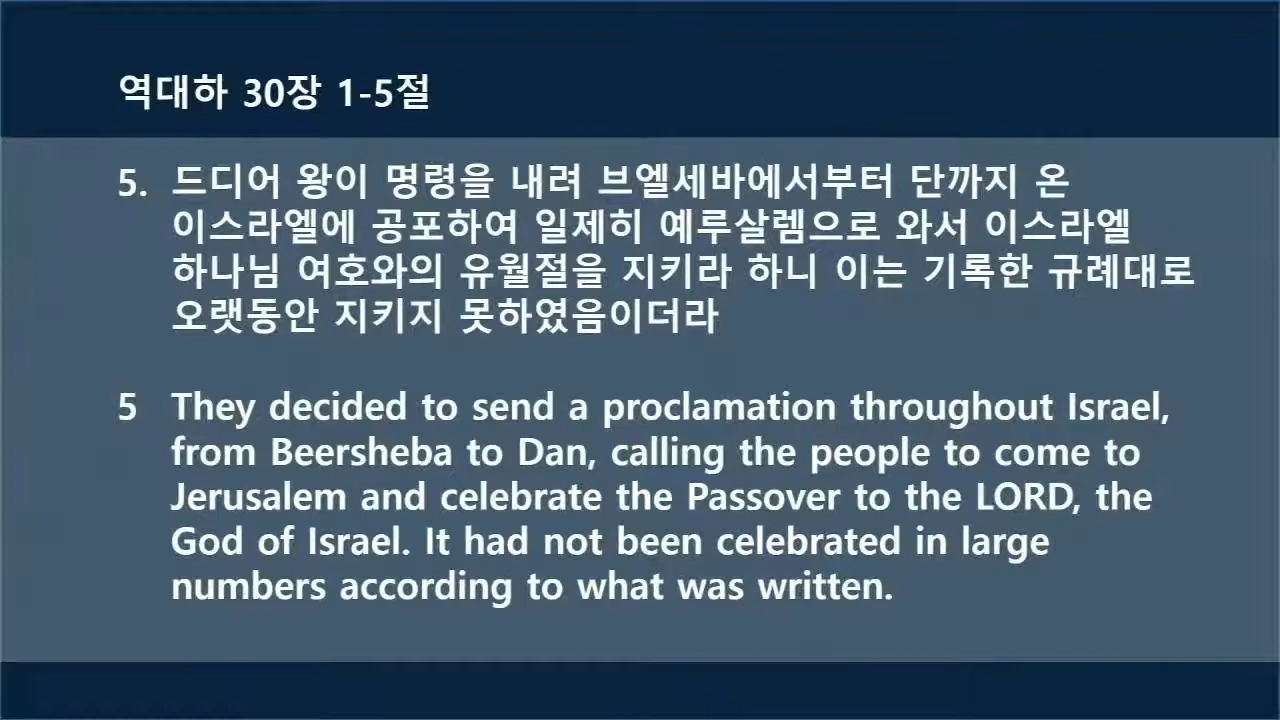 역대하 30장 1-5절
5. 드디어 왕이 명령을 내려 브엘세바에서부터 단까지 온
이스라엘에 공포하여 일제히 예루살렘으로 와서 이스라엘
하나님 여호와의 유월절을 지키라 하니 이는 기록한 규례대로
오랫동안 지키지 못하였음이더라
5 They decided to send a proclamation throughout Israel,
from Beersheba to Dan, calling the people to come to
Jerusalem and celebrate the Passover to the LORD, the
God of Israel. It had not been celebrated in large
numbers according to what was written.